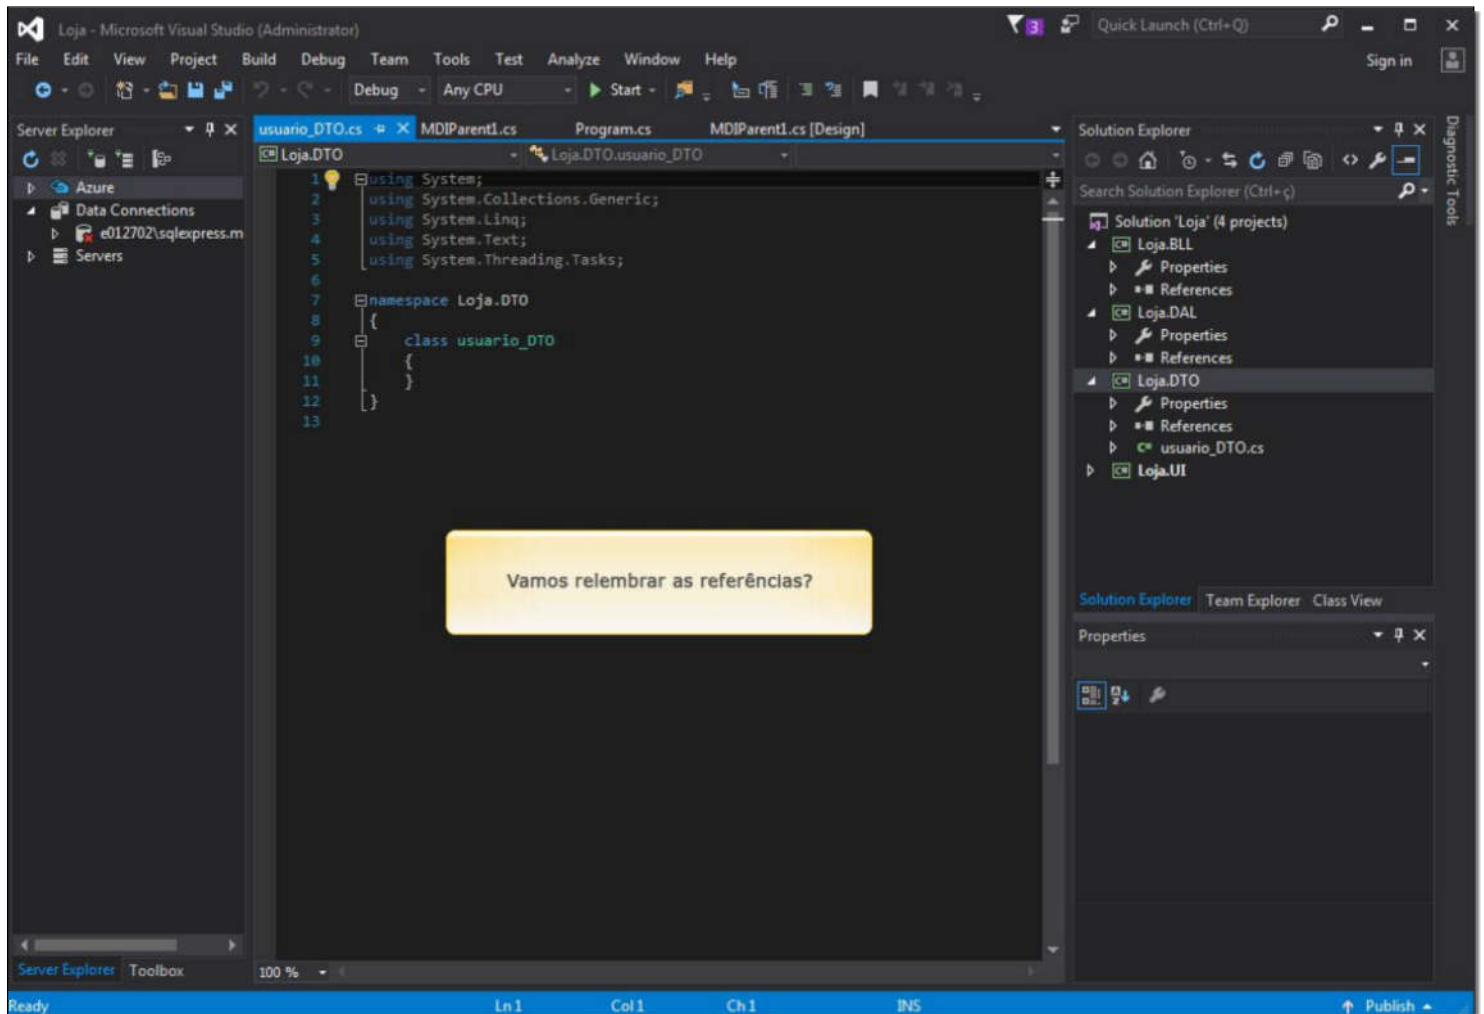 Loja - Microsoft Visual Studio (Administrator)
3
Quick Launch (Ctrl+Q)
File Edit View Project Build Debug Team Tools Test Analyze Window Help
Sign in
Debug Any CPU Start
Server Explorer
Azure
Data Connections
e012702\sqlexpress.m
Servers
Server Explorer Toolbox
usuario_DTO.cs MDIParent1.cs Program.cs MDIParent1.cs [Design]
Loja.DTO Loja.DTO.usuario_DTO
1 using System;
2 using System.Collections.Generic;
3 using System.Linq;
4 using System.Text;
5 using System.Threading.Tasks;
6
7 namespace Loja.DTO
8 {
9 class usuario_DTO
10 {
11 }
12 }
13
Vamos relembrar as referências?
100 %
Solution Explorer
Search Solution Explorer (Ctrl+ç)
Solution 'Loja' (4 projects)
Loja.BLL
Properties
References
Loja.DAL
Properties
References
Loja.DTO
Properties
References
usuario_DTO.cs
Loja.UI
Solution Explorer Team Explorer Class View
Properties
Diagnostic Tools
Ready Ln 1 Col 1 Ch 1 INS Publish